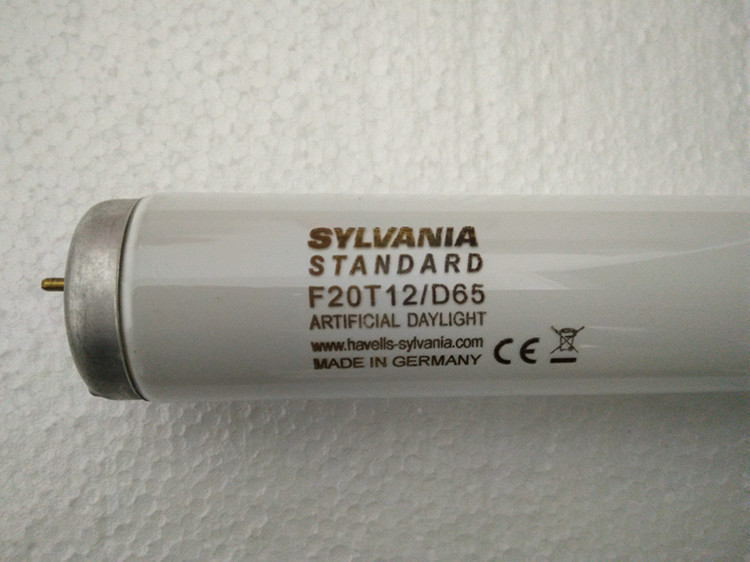 SYLVANIA
STANDARD
F20T12/D65
ARTIFICIAL DAYLIGHT
www.havells-sylvania.com
MADE IN GERMANY CE